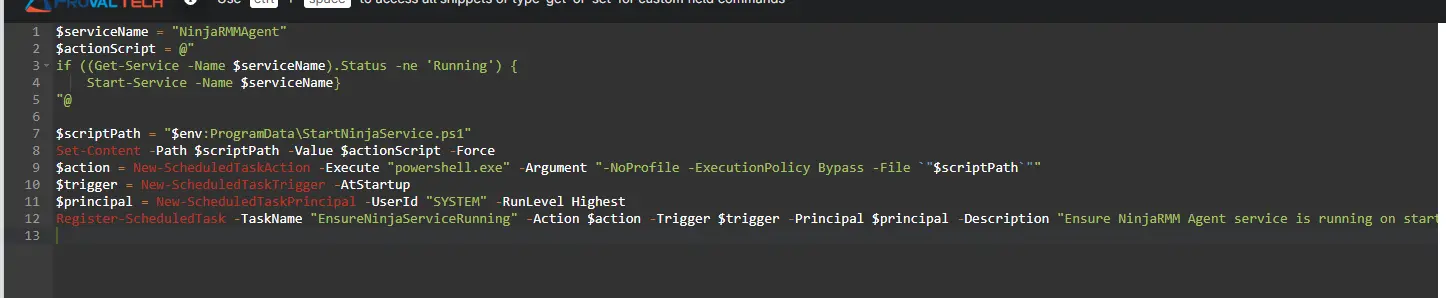 PROVAL TECH Use ctrl + space to access all snippets or type 'get' or 'set' for custom field commands
1 $serviceName = "NinjaRMMAgent"
2 $actionScript = @"
3 if ((Get-Service -Name $serviceName).Status -ne 'Running') {
4     Start-Service -Name $serviceName}
5 "@
6
7 $scriptPath = "$env:ProgramData\StartNinjaService.ps1"
8 Set-Content -Path $scriptPath -Value $actionScript -Force
9 $action = New-ScheduledTaskAction -Execute "powershell.exe" -Argument "-NoProfile -ExecutionPolicy Bypass -File `"$scriptPath`""
10 $trigger = New-ScheduledTaskTrigger -AtStartup
11 $principal = New-ScheduledTaskPrincipal -UserId "SYSTEM" -RunLevel Highest
12 Register-ScheduledTask -TaskName "EnsureNinjaServiceRunning" -Action $action -Trigger $trigger -Principal $principal -Description "Ensure NinjaRMM Agent service is running on start
13